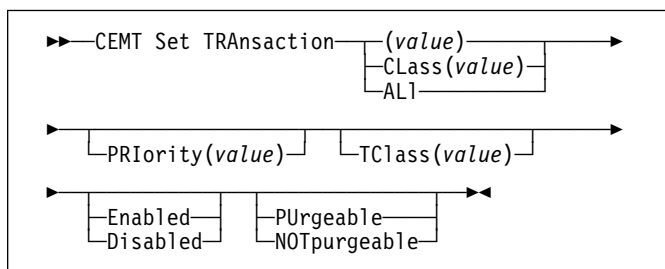 CEMT Set TRAnsaction (value)
CLass(value)
ALl
PRIority(value) TClass(value)
Enabled PUrgeable
Disabled NOTpurgeable